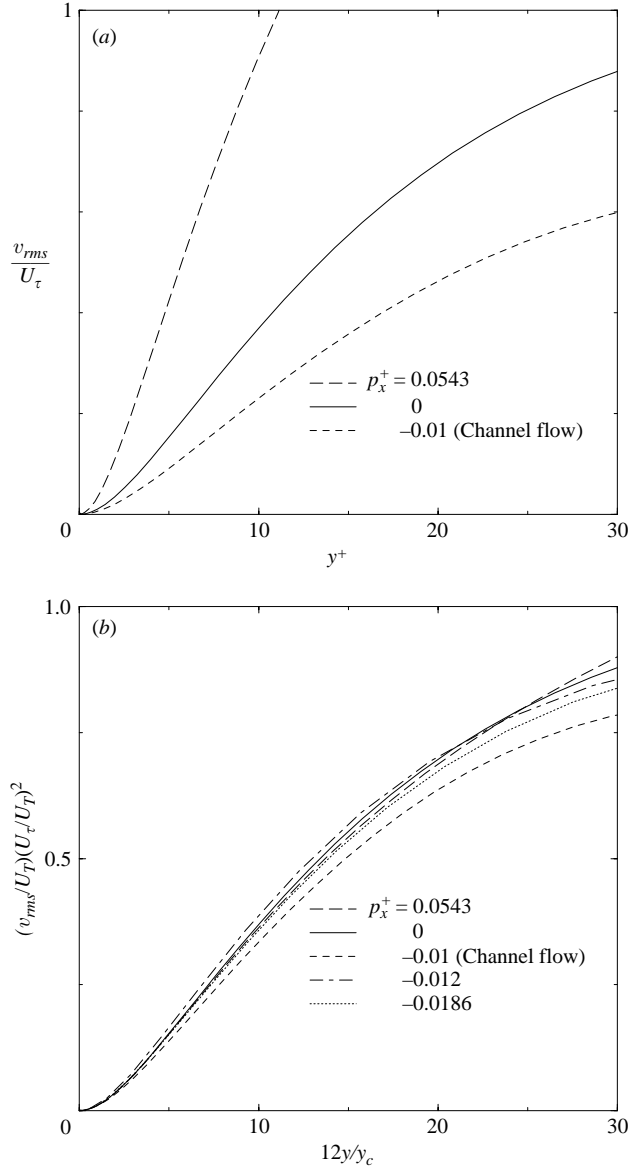 1
(a)
v_rms
U_τ
p_x^+ = 0.0543
0
–0.01 (Channel flow)
0
10
20
30
y^+
1.0
(b)
0.5
(v_rms/U_T)(U_τ/U_T)^2
p_x^+ = 0.0543
0
–0.01 (Channel flow)
–0.012
–0.0186
0
10
20
30
12y/y_c